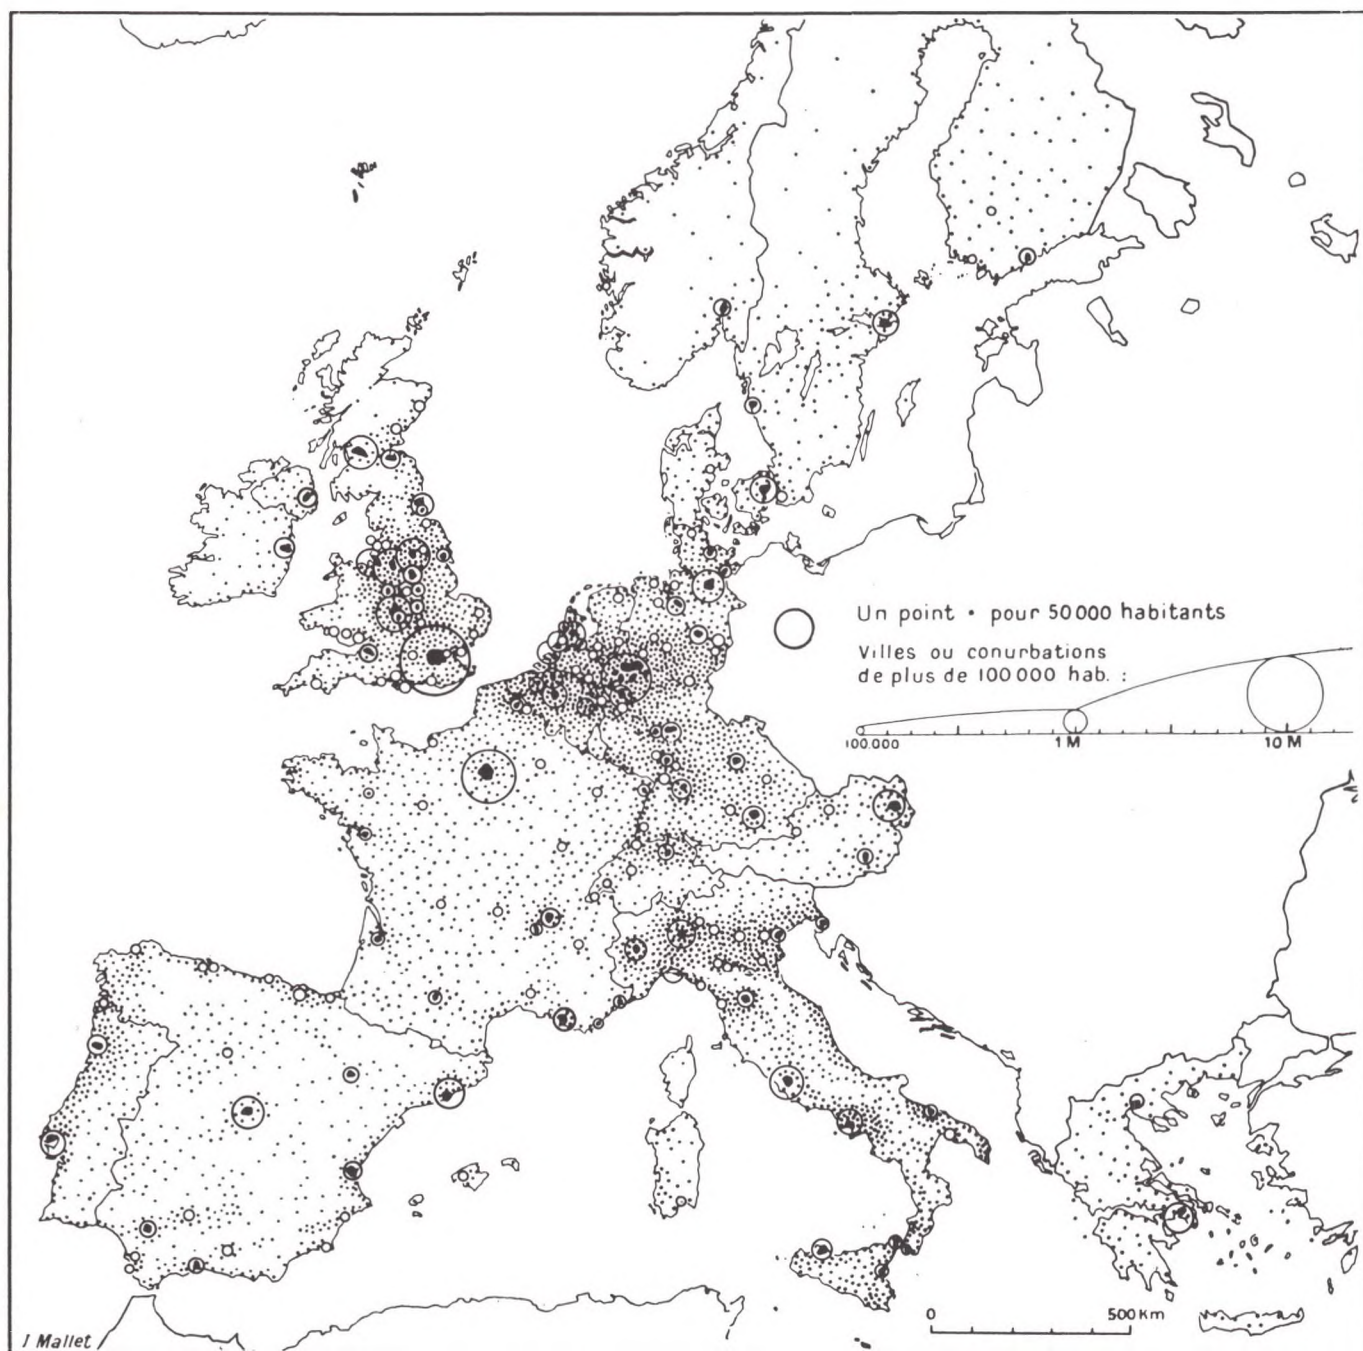 Un point • pour 50 000 habitants
Villes ou conurbations
de plus de 100 000 hab. :
100.000 1 M 10 M
0 500 Km
J Mallet